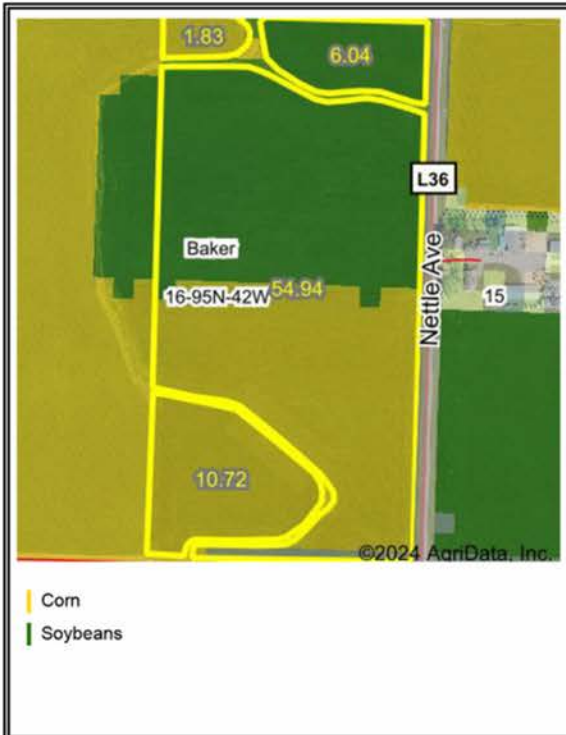 1.83
6.04
L36
Baker
Nettle Ave
16-95N-42W
54.94
15
10.72
©2024 AgriData, Inc.
Corn
Soybeans